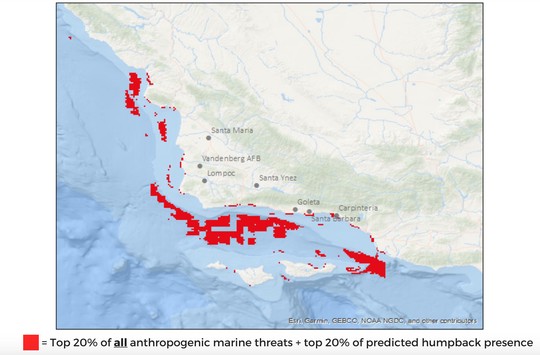 Santa Maria
Vandenberg AFB
Lompoc
Santa Ynez
Goleta
Carpinteria
Santa Barbara
Esri, Garmin, GEBCO, NOAA NGDC, and other contributors
= Top 20% of all anthropogenic marine threats + top 20% of predicted humpback presence